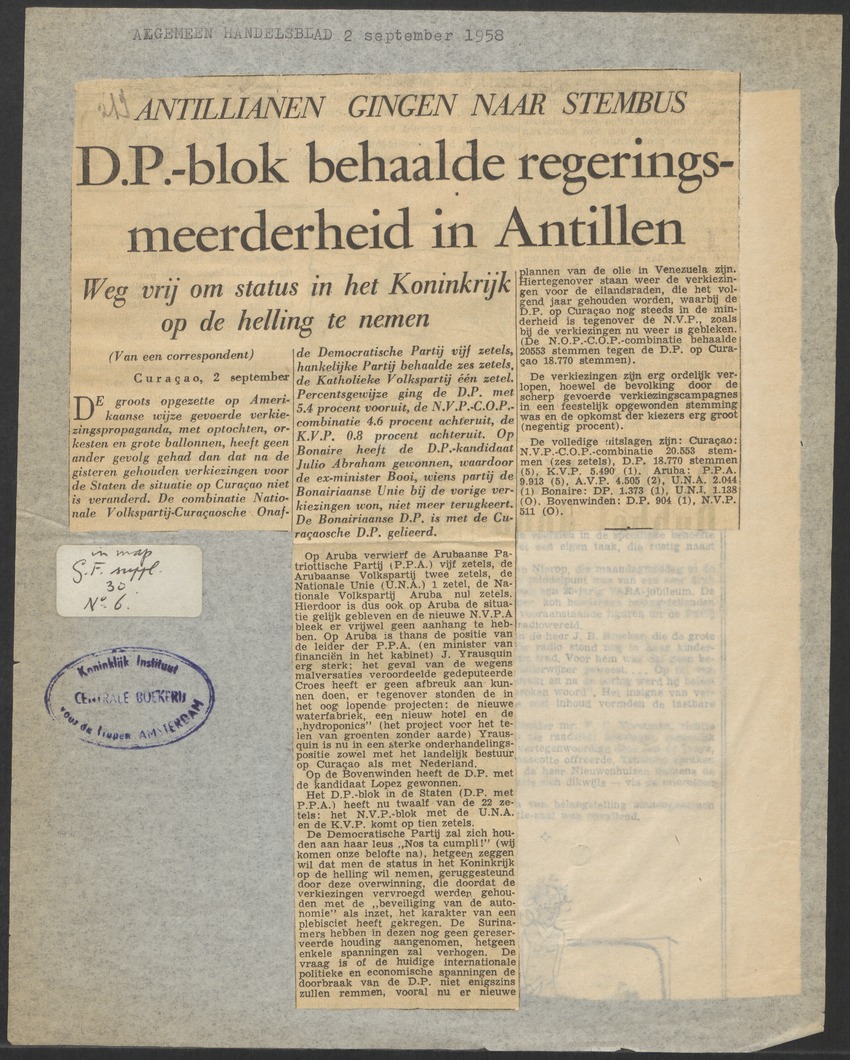 ALGEMEEN HANDELSBLAD 2 september 1958
ANTILLIANEN GINGEN NAAR STEMBUS
D.P.-blok behaalde regerings-
meerderheid in Antillen
Weg vrij om status in het Koninkrijk
op de helling te nemen
(Van een correspondent)
Curaçao, 2 september
DE groots opgezette op Ameri-
kaanse wijze gevoerde verkie-
zingspropaganda, met optochten, or-
kesten en grote ballonnen, heeft geen
ander gevolg gehad dan dat na de
gisteren gehouden verkiezingen voor
de Staten de situatie op Curaçao niet
is veranderd. De combinatie Natio-
nale Volkspartij-Curaçaosche Onaf-
de Democratische Partij vijf zetels,
hankelijke Partij behaalde zes zetels,
de Katholieke Volkspartij één zetel.
Percentsgewijze ging de D.P. met
5.4 procent vooruit, de N.V.P.-C.O.P.-
combinatie 4.6 procent achteruit, de
K.V.P. 0.8 procent achteruit. Op
Bonaire heeft de D.P.-kandidaat
Julio Abraham gewonnen, waardoor
de ex-minister Booi, wiens partij de
Bonairiaanse Unie bij de vorige ver-
kiezingen won, niet meer terugkeert.
De Bonairiaanse D.P. is met de Cu-
raçaosche D.P. gelieerd.
Op Aruba verwierf de Arubaanse Pa-
triottische Partij (P.P.A.) vijf zetels, de
Arubaanse Volkspartij twee zetels, de
Nationale Unie (U.N.A.) 1 zetel, de Na-
tionale Volkspartij Aruba nul zetels.
Hierdoor is dus ook op Aruba de situa-
tie gelijk gebleven en de nieuwe N.V.P.A
bleek er vrijwel geen aanhang te heb-
ben. Op Aruba is thans de positie van
de leider der P.P.A. (en minister van
financiën in het kabinet) J. Yrausquin
erg sterk; het geval van de wegens
malversaties veroordeelde gedeputeerde
Croes heeft er geen afbreuk aan kun-
nen doen, er tegenover stonden de in
het oog lopende projecten: de nieuwe
waterfabriek, een nieuw hotel en de
„hydroponics” (het project voor het te-
len van groenten zonder aarde) Yraus-
quin is nu in een sterke onderhandelings-
positie zowel met het landelijk bestuur
op Curaçao als met Nederland.
Op de Bovenwinden heeft de D.P. met
de kandidaat Lopez gewonnen.
Het D.P.-blok in de Staten (D.P. met
P.P.A.) heeft nu twaalf van de 22 ze-
tels: het N.V.P.-blok met de U.N.A.
en de K.V.P. komt op tien zetels.
De Democratische Partij zal zich hou-
den aan haar leus „Nos ta cumpli!” (wij
komen onze belofte na), hetgeen zeggen
wil dat men de status in het Koninkrijk
op de helling wil nemen, geruggesteund
door deze overwinning, die doordat de
verkiezingen vervroegd werden gehou-
den met de „beveiliging van de auto-
nomie” als inzet, het karakter van een
plebisciet heeft gekregen. De Surina-
mers hebben in dezen nog geen gereser-
veerde houding aangenomen, hetgeen
enkele spanningen zal verhogen. De
vraag is of de huidige internationale
politieke en economische spanningen de
doorbraak van de D.P. niet enigszins
zullen remmen, vooral nu er nieuwe
plannen van de olie in Venezuela zijn.
Hiertegenover staan weer de verkiezin-
gen voor de eilandsraden, die het vol-
gend jaar gehouden worden, waarbij de
D.P. op Curaçao nog steeds in de min-
derheid is tegenover de N.V.P., zoals
bij de verkiezingen nu weer is gebleken.
(De N.O.P.-C.O.P.-combinatie behaalde
20553 stemmen tegen de D.P. op Cura-
çao 18.770 stemmen).
De verkiezingen zijn erg ordelijk ver-
lopen, hoewel de bevolking door de
scherp gevoerde verkiezingscampagnes
in een feestelijk opgewonden stemming
was en de opkomst der kiezers erg groot
(negentig procent).
De volledige uitslagen zijn: Curaçao:
N.V.P.-C.O.P.-combinatie 20.553 stem-
men (zes zetels), D.P. 18.770 stemmen
(5), K.V.P. 5.490 (1). Aruba: P.P.A.
9.913 (5), A.V.P. 4.505 (2), U.N.A. 2.044
(1) Bonaire: DP. 1.373 (1), U.N.I. 1.138
(O). Bovenwinden: D.P. 904 (1), N.V.P.
511 (O).
in map
G.F. suppl.
30
No. 6.
Koninklijk Instituut
CENTRALE BOEKERIJ
voor de Tropen AMSTERDAM